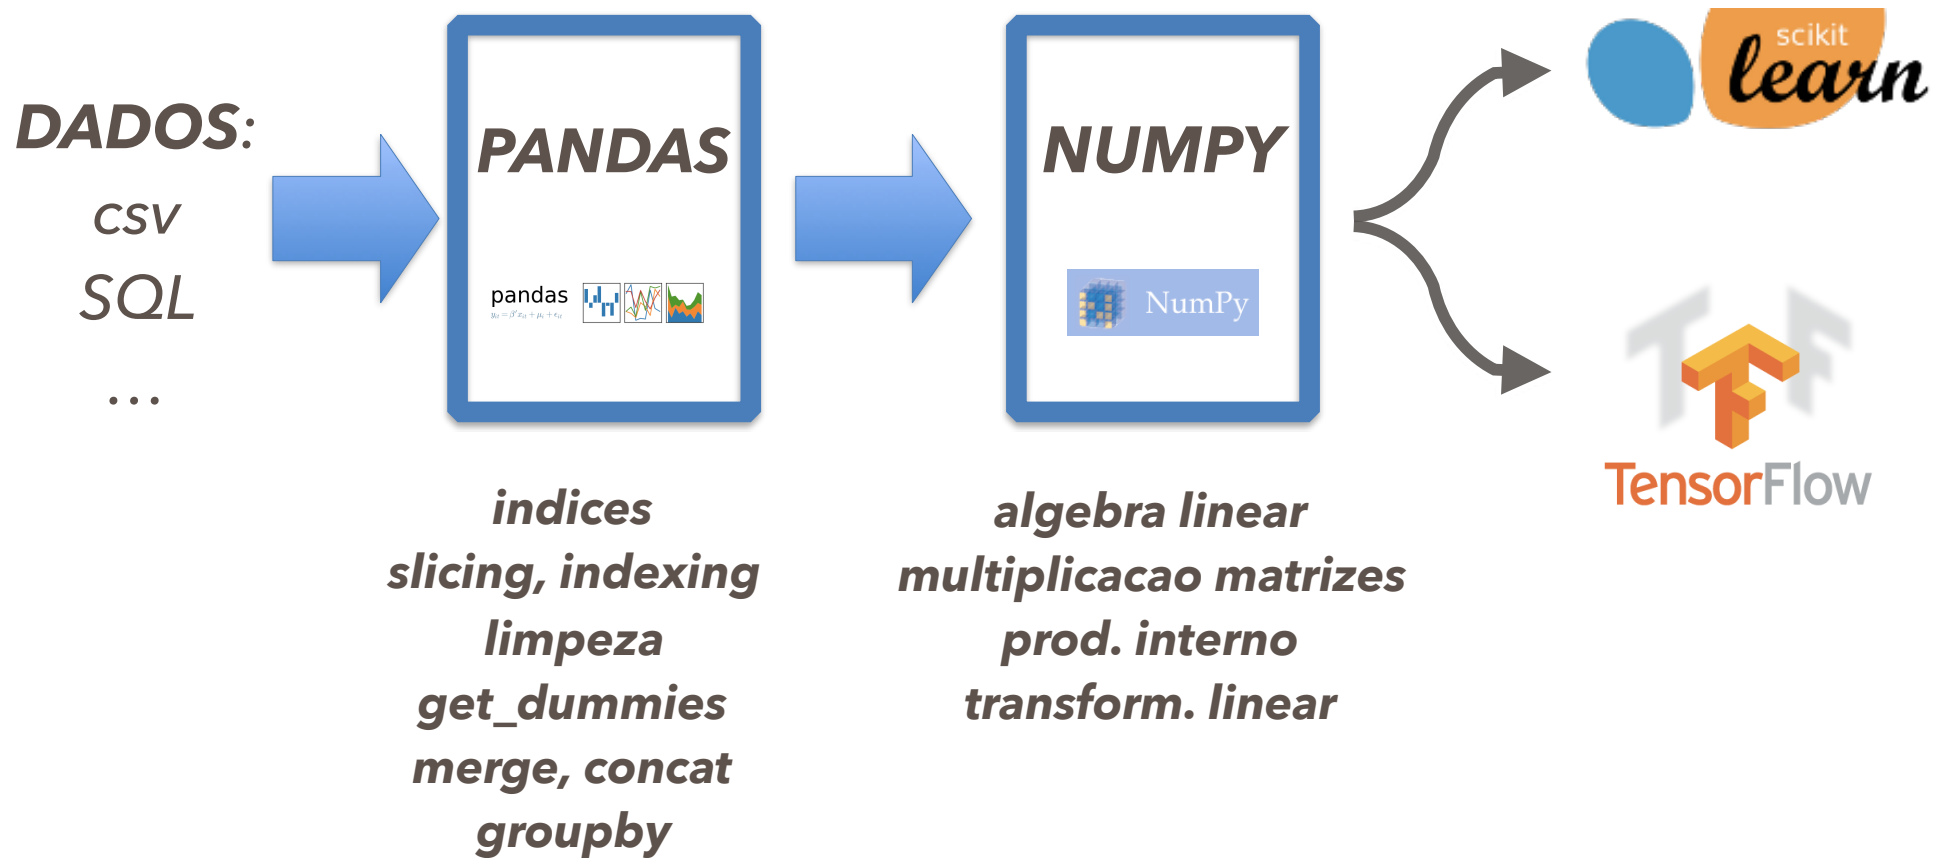 DADOS:
csv
SQL
...
PANDAS
pandas
indices
slicing, indexing
limpeza
get_dummies
merge, concat
groupby
NUMPY
NumPy
algebra linear
multiplicacao matrizes
prod. interno
transform. linear
scikit
learn
TF
TensorFlow